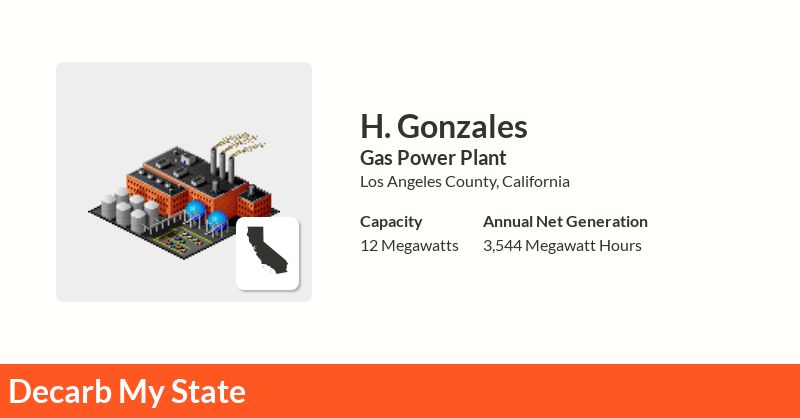 H. Gonzales
Gas Power Plant
Los Angeles County, California
Capacity
12 Megawatts
Annual Net Generation
3,544 Megawatt Hours
Decarb My State